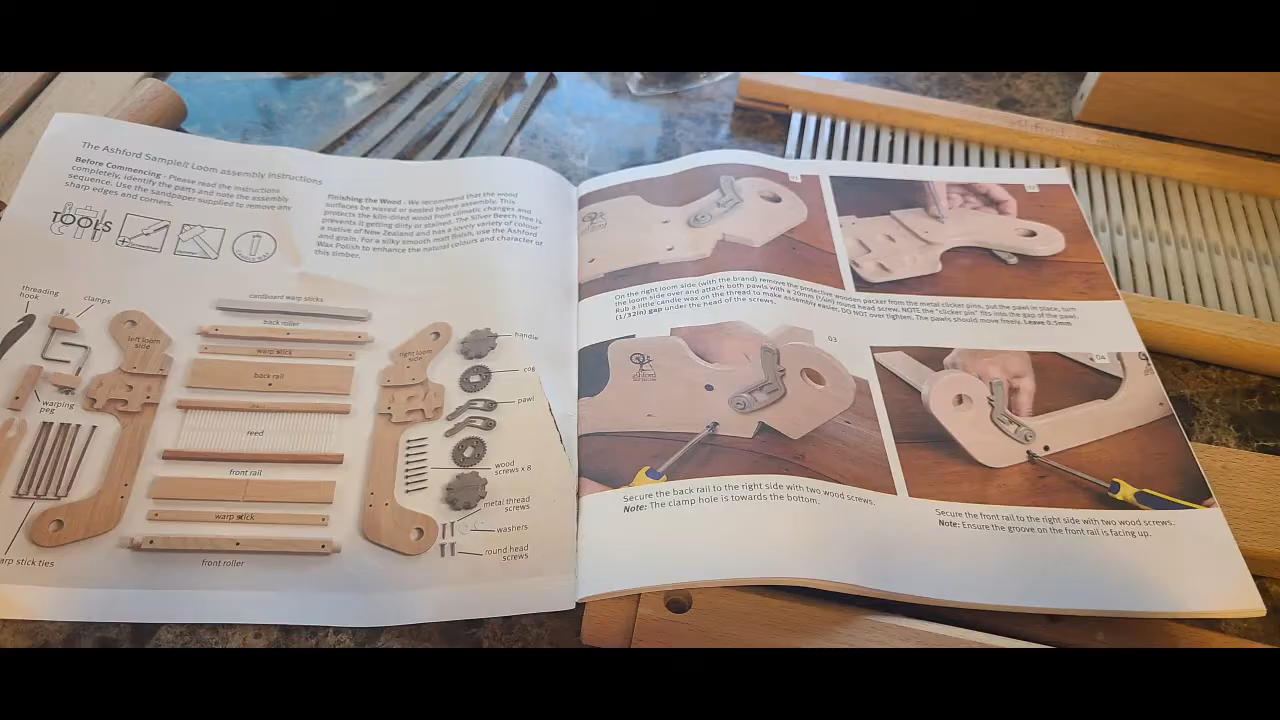 The Ashford SampleIt Loom assembly instructions
Before Commencing - Please read the instructions
completely, identify the parts and note the assembly
sequence. Use the sandpaper supplied to remove any
sharp edges and corners.
TOOLS
CANDLE WAX
Finishing the Wood - We recommend that the wood
surfaces be waxed or sealed before assembly. This
protects the kiln-dried wood from climatic changes and
prevents it getting dirty or stained. The Silver Beech tree is
a native of New Zealand and has a lovely variety of colour
and grain. For a silky smooth matt finish, use the Ashford
Wax Polish to enhance the natural colours and character or
this timber.
threading
hook
clamps
left loom
side
warping
peg
arp stick ties
cardboard warp sticks
back roller
warp stick
back rail
reed
front rail
warp stick
front roller
right loom
side
handle
cog
pawl
wood
screws x 8
metal thread
screws
washers
round head
screws
01
02
On the right loom side (with the brand) remove the protective wooden packer from the metal clicker pins, put the pawl in place, turn
the loom side over and attach both pawls with a 20mm (3/4in) round head screw. NOTE the "clicker pin" fits into the gap of the pawl.
Rub a little candle wax on the thread to make assembly easier. DO NOT over tighten. The pawls should move freely. Leave 0.5mm
(1/32in) gap under the head of the screws.
03
Ashford
04
Secure the back rail to the right side with two wood screws.
Note: The clamp hole is towards the bottom.
Secure the front rail to the right side with two wood screws.
Note: Ensure the groove on the front rail is facing up.
Ashford